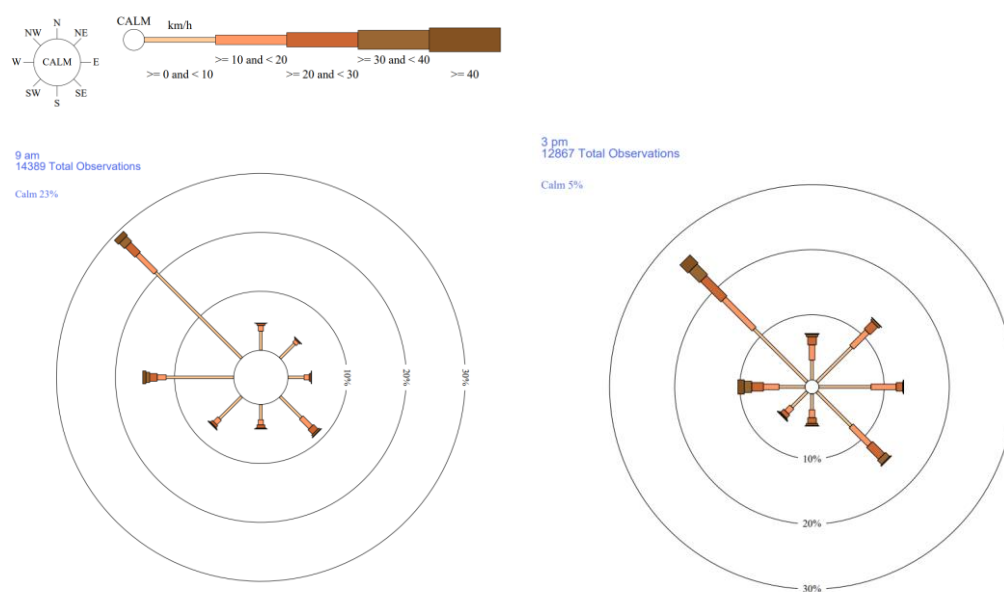 N
NW
NE
W
CALM
E
SW
SE
S
CALM
km/h
>= 10 and < 20
>= 30 and < 40
>= 0 and < 10
>= 20 and < 30
>= 40
9 am
14389 Total Observations
Calm 23%
10%
20%
30%
3 pm
12867 Total Observations
Calm 5%
10%
20%
30%